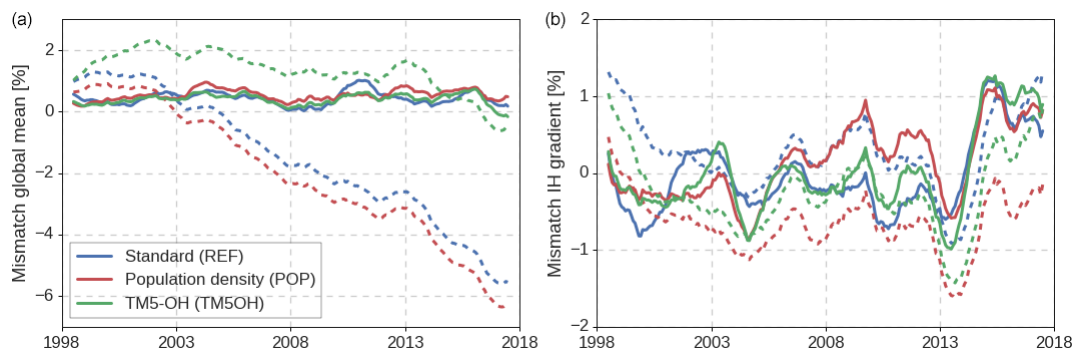 (a)
Mismatch global mean [%]
2
0
−2
−4
−6
Standard (REF)
Population density (POP)
TM5-OH (TM5OH)
1998
2003
2008
2013
2018
(b)
Mismatch IH gradient [%]
2
1
0
−1
−2
1998
2003
2008
2013
2018